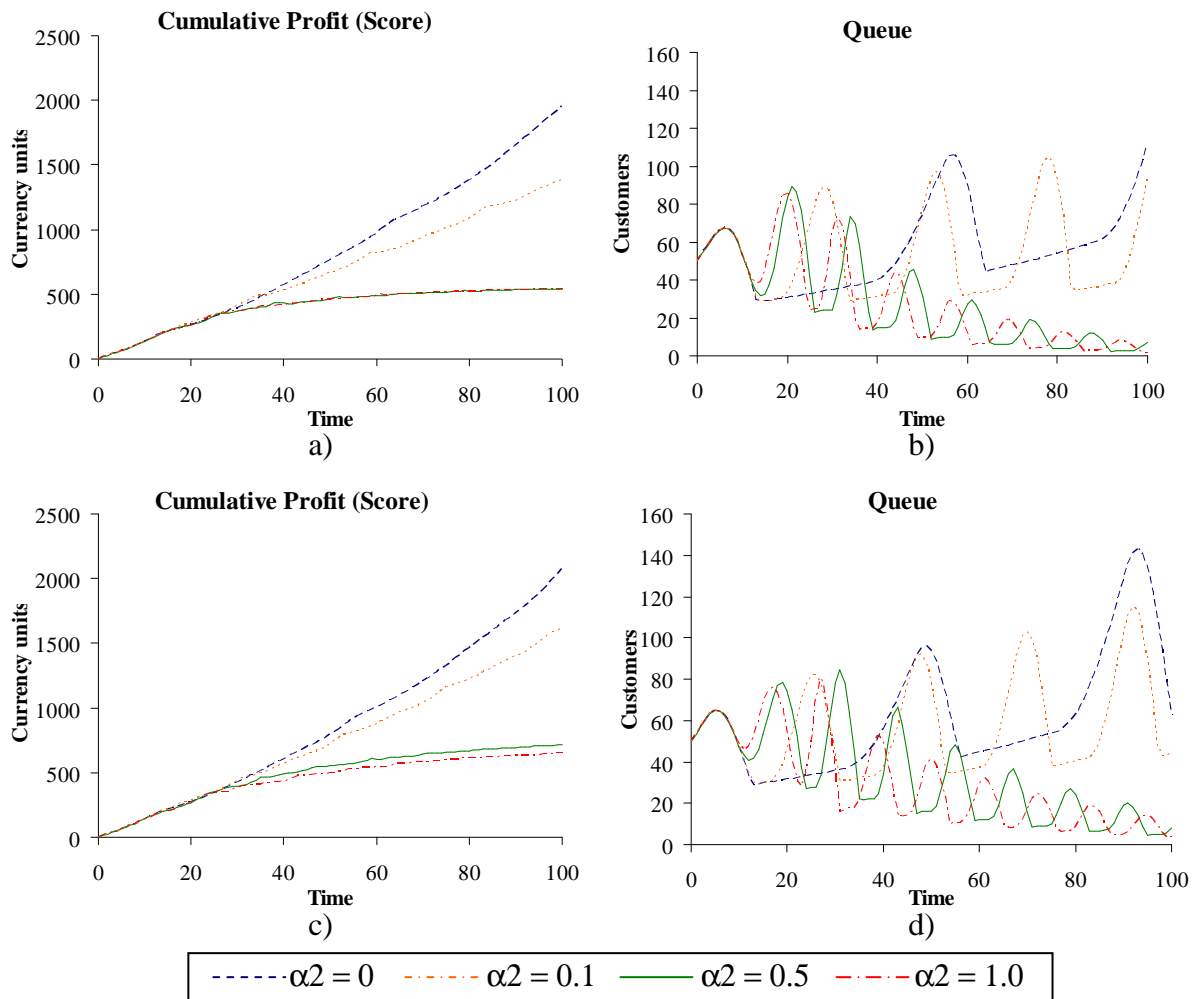 Cumulative Profit (Score)
2500
2000
1500
1000
500
0
Currency units
0 20 40 60 80 100
Time
a)
Queue
160
140
120
100
80
60
40
20
0
Customers
0 20 40 60 80 100
Time
b)
Cumulative Profit (Score)
2500
2000
1500
1000
500
0
Currency units
0 20 40 60 80 100
Time
c)
Queue
160
140
120
100
80
60
40
20
0
Customers
0 20 40 60 80 100
Time
d)
α2 = 0 α2 = 0.1 α2 = 0.5 α2 = 1.0